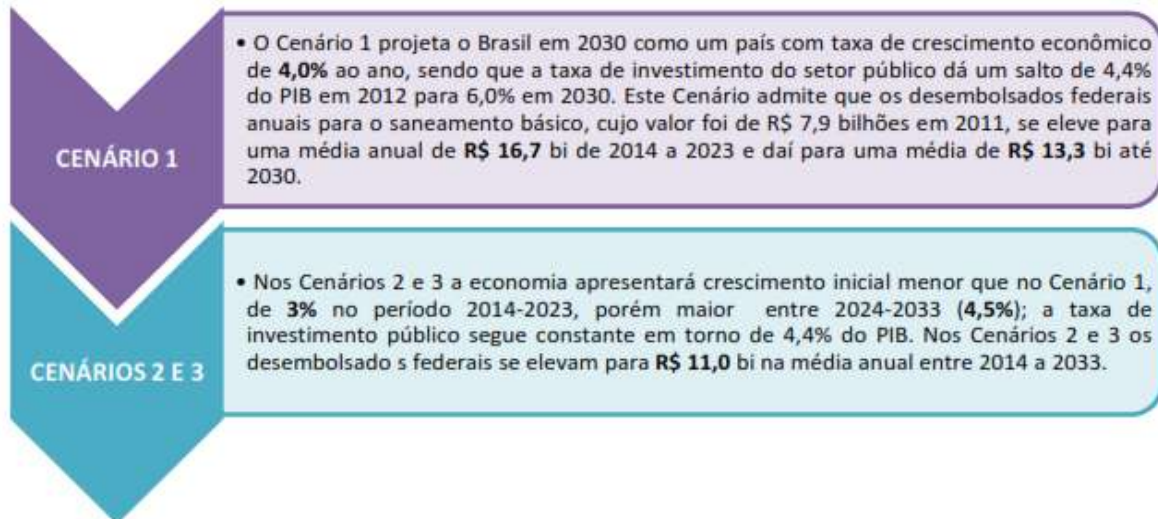 CENÁRIO 1
• O Cenário 1 projeta o Brasil em 2030 como um país com taxa de crescimento econômico
de 4,0% ao ano, sendo que a taxa de investimento do setor público dá um salto de 4,4%
do PIB em 2012 para 6,0% em 2030. Este Cenário admite que os desembolsados federais
anuais para o saneamento básico, cujo valor foi de R$ 7,9 bilhões em 2011, se eleve para
uma média anual de R$ 16,7 bi de 2014 a 2023 e daí para uma média de R$ 13,3 bi até
2030.
CENÁRIOS 2 E 3
• Nos Cenários 2 e 3 a economia apresentará crescimento inicial menor que no Cenário 1,
de 3% no período 2014-2023, porém maior entre 2024-2033 (4,5%); a taxa de
investimento público segue constante em torno de 4,4% do PIB. Nos Cenários 2 e 3 os
desembolsado s federais se elevam para R$ 11,0 bi na média anual entre 2014 a 2033.